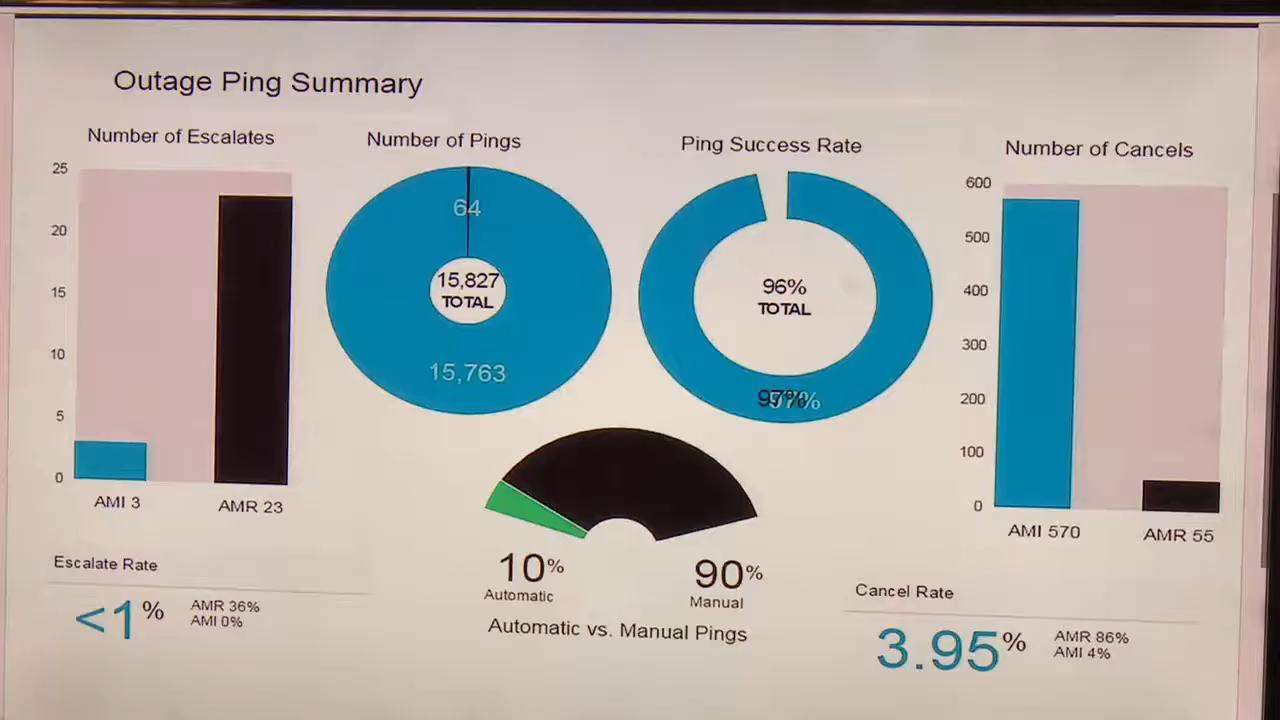 Outage Ping Summary
Number of Escalates
25
20
15
10
5
0
AMI 3
AMR 23
Number of Pings
64
15,827
TOTAL
15,763
Ping Success Rate
96%
TOTAL
97%
Number of Cancels
600
500
400
300
200
100
0
AMI 570
AMR 55
10%
Automatic
90%
Manual
Automatic vs. Manual Pings
Escalate Rate
<1%
AMR 36%
AMI 0%
Cancel Rate
3.95%
AMR 86%
AMI 4%